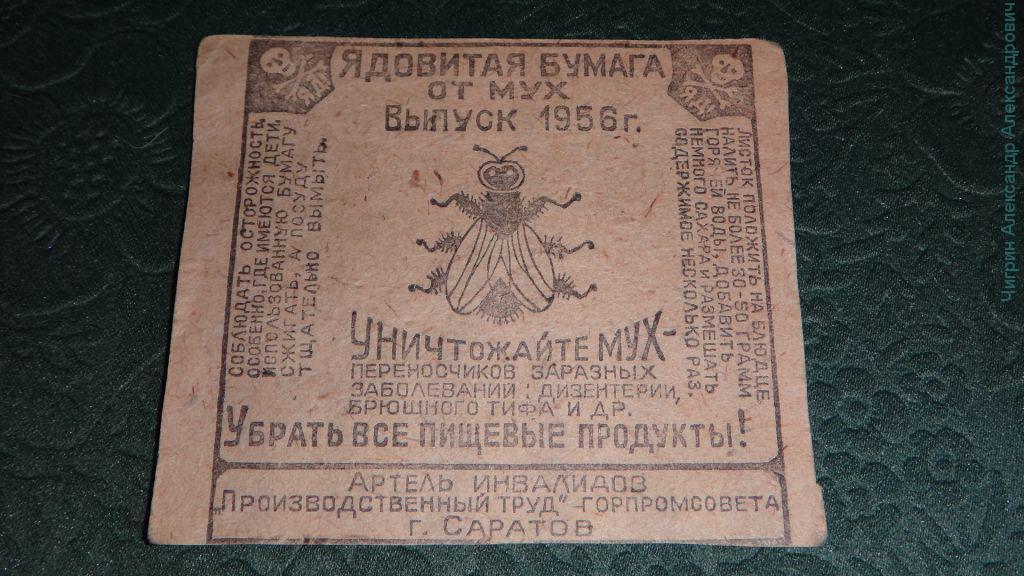 ЯД
ЯДОВИТАЯ БУМАГА
ОТ МУХ
ВЫПУСК 1956 г.
ЯД
СОБЛЮДАТЬ ОСТОРОЖНОСТЬ,
ОСОБЕННО, ГДЕ ИМЕЮТСЯ ДЕТИ,
ИСПОЛЬЗОВАННУЮ БУМАГУ
СЖИГАТЬ, А ПОСУДУ
ТЩАТЕЛЬНО ВЫМЫТЬ.
ЛИСТОК ПОЛОЖИТЬ НА БЛЮДЦЕ
НАЛИТЬ НЕ БОЛЕЕ 30-50 ГРАММ
ГОРЯЧЕЙ ВОДЫ, ДОБАВИТЬ
НЕМНОГО САХАРА И РАЗМЕШАТЬ
СОДЕРЖИМОЕ НЕСКОЛЬКО РАЗ.
УНИЧТОЖАЙТЕ МУХ-
ПЕРЕНОСЧИКОВ ЗАРАЗНЫХ
ЗАБОЛЕВАНИЙ: ДИЗЕНТЕРИИ,
БРЮШНОГО ТИФА И ДР.
УБРАТЬ ВСЕ ПИЩЕВЫЕ ПРОДУКТЫ!
АРТЕЛЬ ИНВАЛИДОВ
„ПРОИЗВОДСТВЕННЫЙ ТРУД"-ГОРПРОМСОВЕТА
г. САРАТОВ
Чигрин Александр Александрович